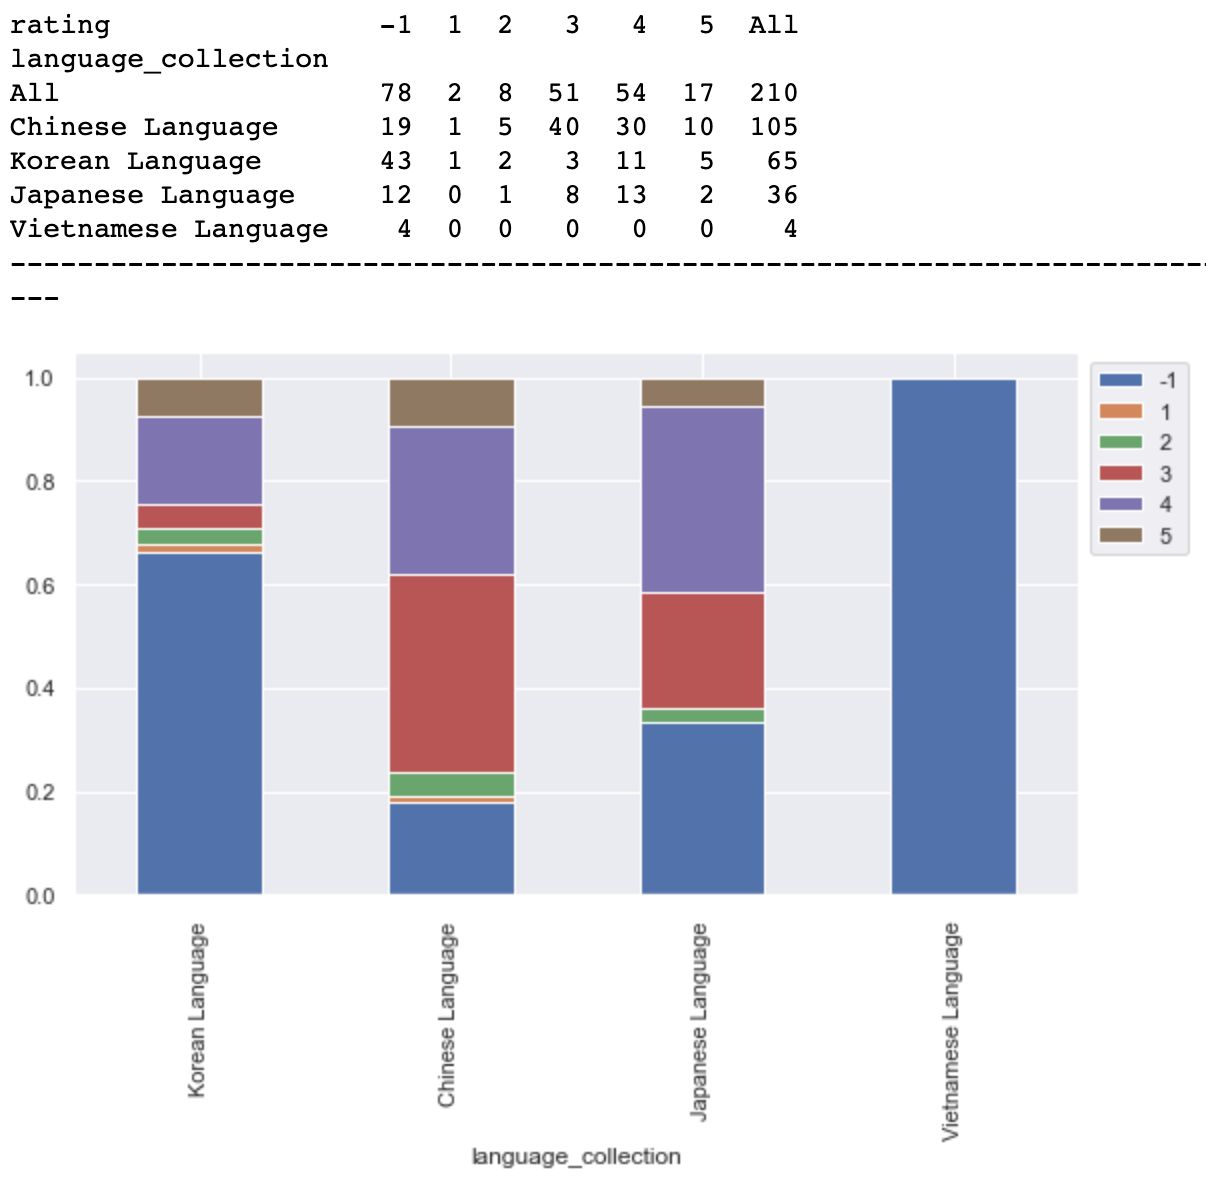 rating -1 1 2 3 4 5 All
language_collection
All 78 2 8 51 54 17 210
Chinese Language 19 1 5 40 30 10 105
Korean Language 43 1 2 3 11 5 65
Japanese Language 12 0 1 8 13 2 36
Vietnamese Language 4 0 0 0 0 0 4
-----------------------------------------------------------------------
---
1.0
0.8
0.6
0.4
0.2
0.0
-1
1
2
3
4
5
Korean Language
Chinese Language
Japanese Language
Vietnamese Language
language_collection